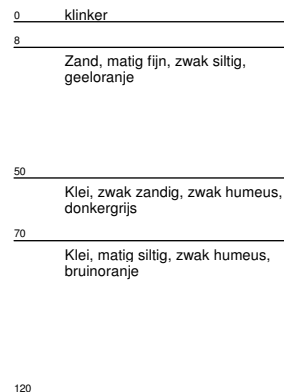 0 klinker
8
Zand, matig fijn, zwak siltig,
geeloranje
50
Klei, zwak zandig, zwak humeus,
donkergrijs
70
Klei, matig siltig, zwak humeus,
bruinoranje
120